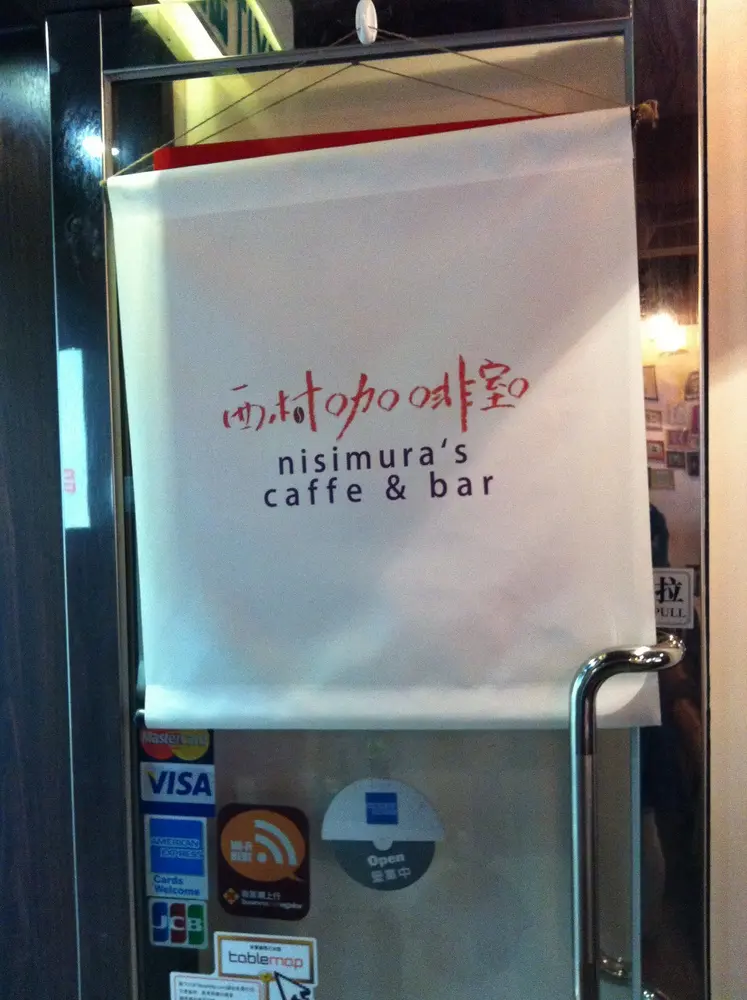 西村咖啡室
nisimura's
caffe & bar
拉
PULL
MasterCard
VISA
AMERICAN
EXPRESS
Cards
Welcome
JCB
Open
營業中
tablemap